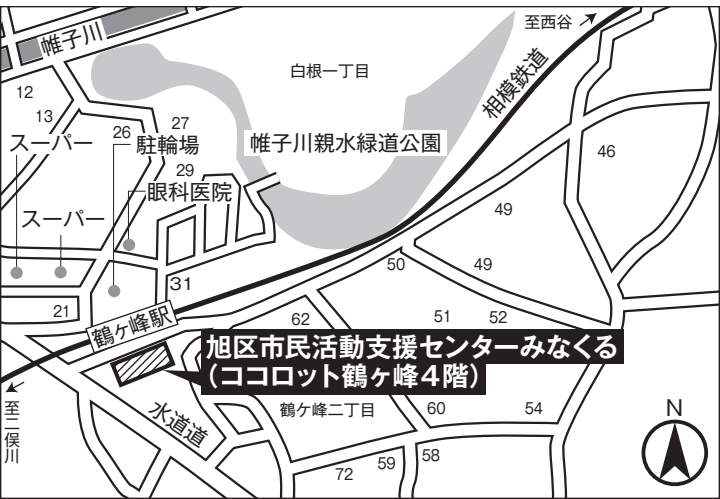 至西谷
帷子川
白根一丁目
相模鉄道
12
13
26
27
駐輪場
スーパー
帷子川親水緑道公園
46
29
眼科医院
スーパー
49
50
49
31
21
鶴ヶ峰駅
62
51
52
旭区市民活動支援センターみなくる
(ココロット鶴ヶ峰4階)
至二俣川
水道道
鶴ケ峰二丁目
60
54
N
72
59
58